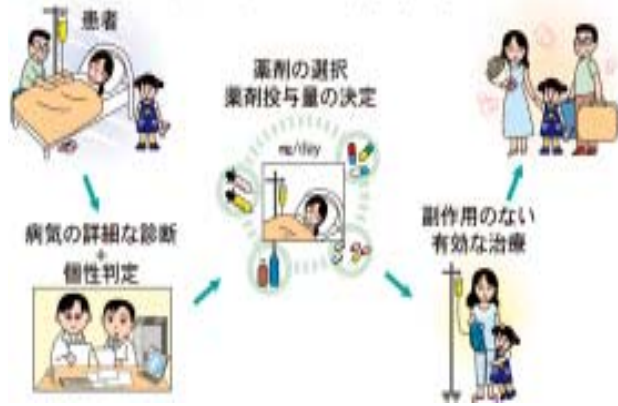 患者
病気の詳細な診断
+
個性判定
薬剤の選択
薬剤投与量の決定
mg/day
副作用のない
有効な治療